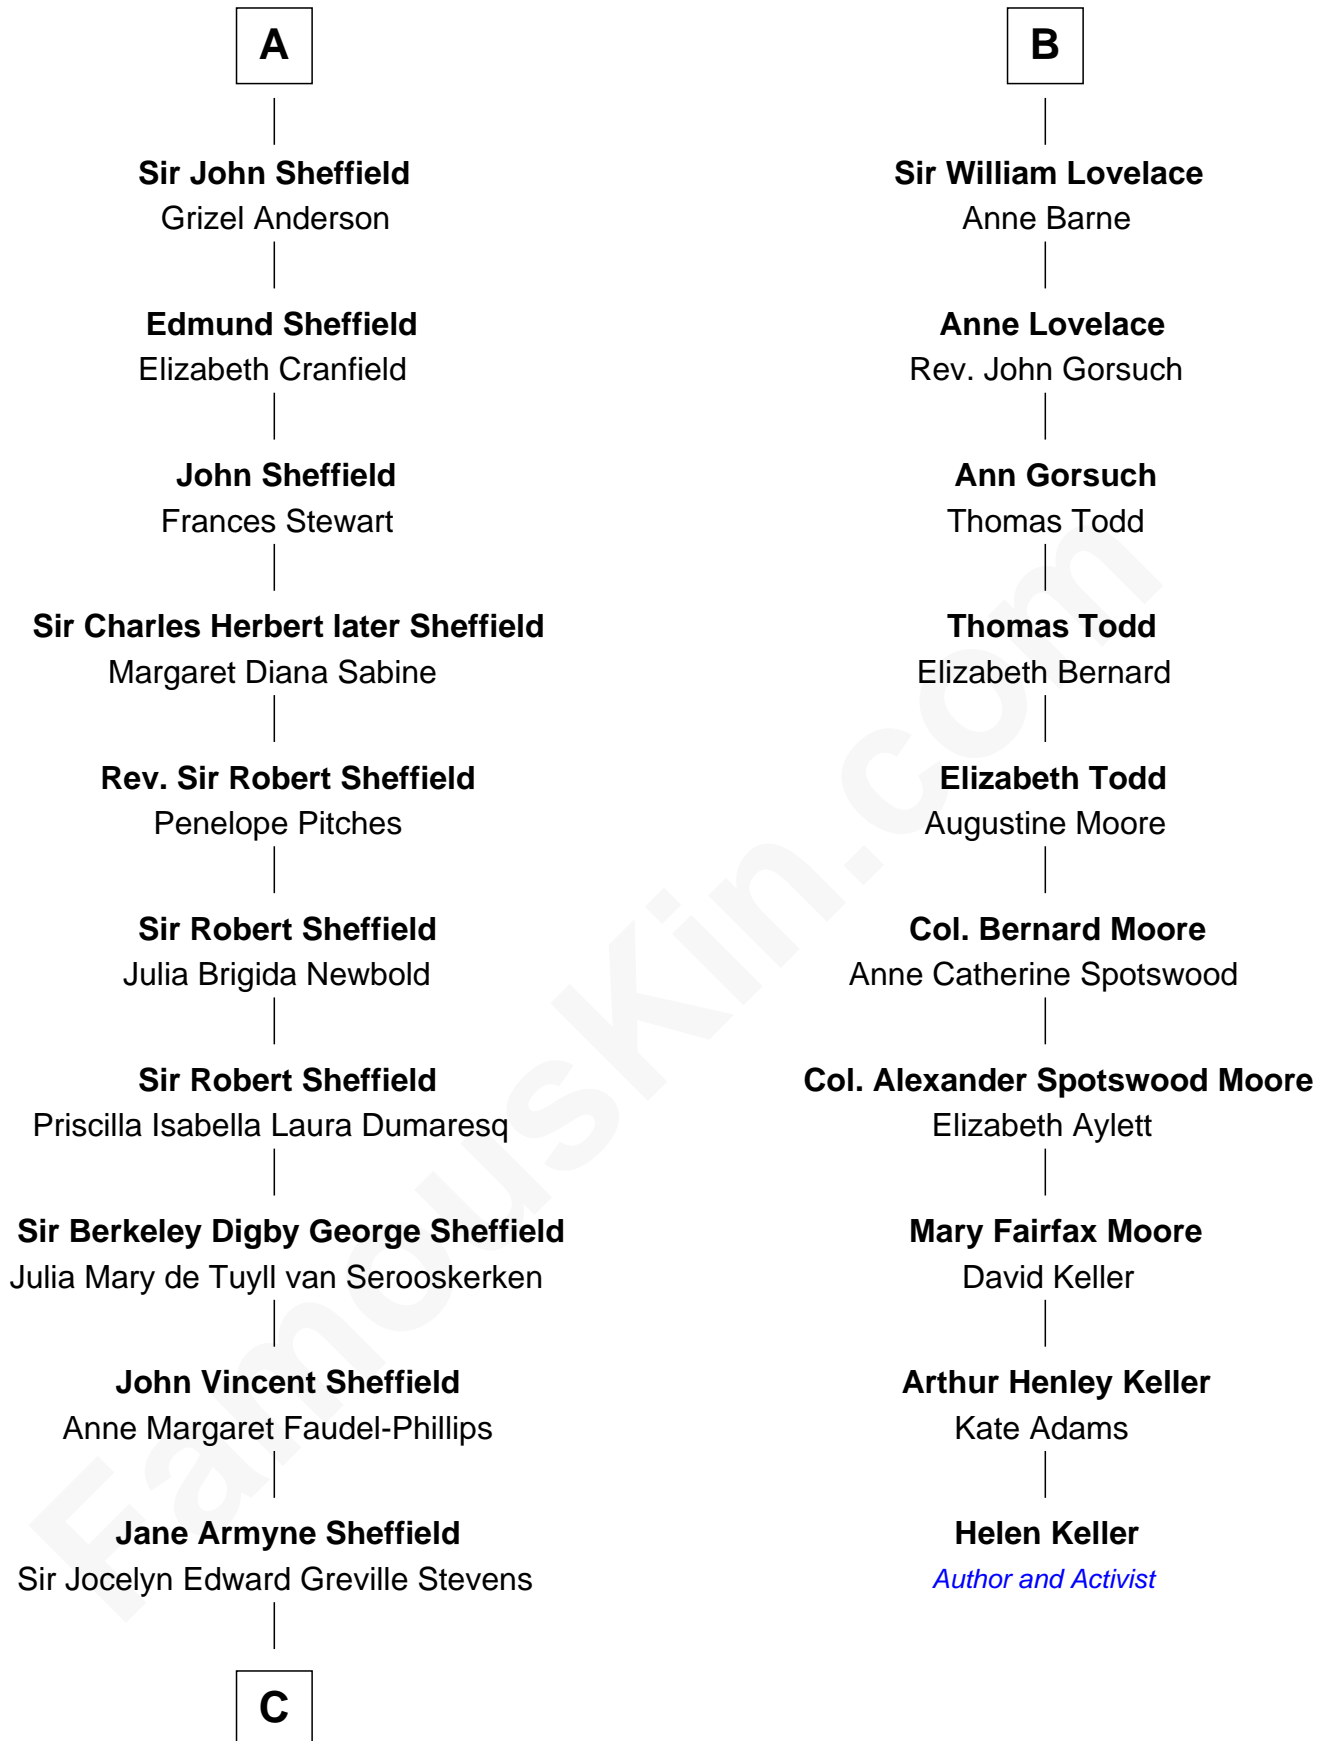 A
Sir John Sheffield
Grizel Anderson
Edmund Sheffield
Elizabeth Cranfield
John Sheffield
Frances Stewart
Sir Charles Herbert later Sheffield
Margaret Diana Sabine
Rev. Sir Robert Sheffield
Penelope Pitches
Sir Robert Sheffield
Julia Brigida Newbold
Sir Robert Sheffield
Priscilla Isabella Laura Dumaresq
Sir Berkeley Digby George Sheffield
Julia Mary de Tuyll van Serooskerken
John Vincent Sheffield
Anne Margaret Faudel-Phillips
Jane Armyne Sheffield
Sir Jocelyn Edward Greville Stevens
C
B
Sir William Lovelace
Anne Barne
Anne Lovelace
Rev. John Gorsuch
Ann Gorsuch
Thomas Todd
Thomas Todd
Elizabeth Bernard
Elizabeth Todd
Augustine Moore
Col. Bernard Moore
Anne Catherine Spotswood
Col. Alexander Spotswood Moore
Elizabeth Aylett
Mary Fairfax Moore
David Keller
Arthur Henley Keller
Kate Adams
Helen Keller
Author and Activist
FamousKin.com